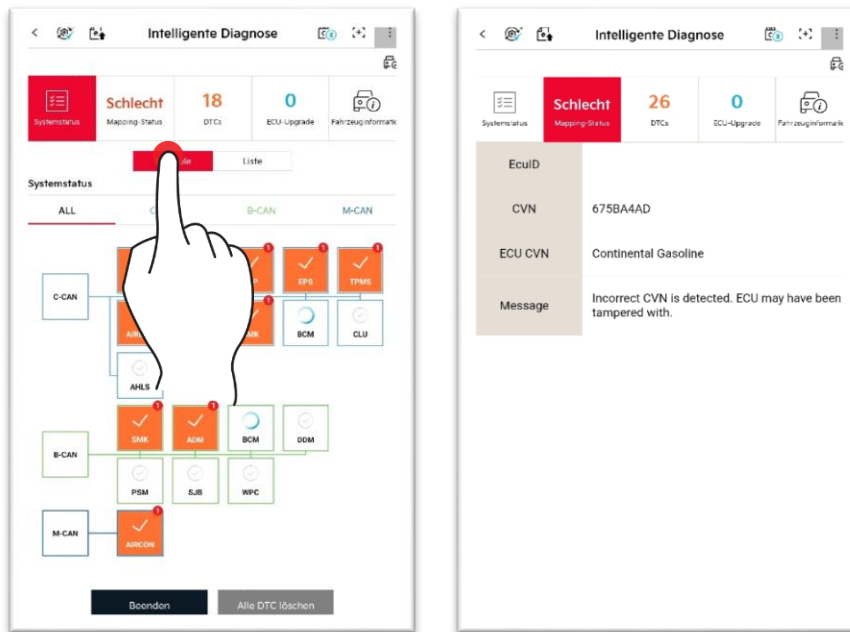 Intelligente Diagnose
Schlecht 18 0
Systemstatus Mapping-Status DTCs ECU-Upgrade
Liste
Systemstatus
ALL B-CAN M-CAN
EPS TPMS
C-CAN
BCM CLU
AHLS
SMK ADM BCM DDM
B-CAN
PSM SJB WPC
M-CAN
AIRCON
Beenden Alle DTC löschen
Intelligente Diagnose
Schlecht 26 0
Systemstatus Mapping-Status DTCs ECU-Upgrade
EcuID
CVN 675BA4AD
ECU CVN Continental Gasoline
Message Incorrect CVN is detected. ECU may have been
tampered with.